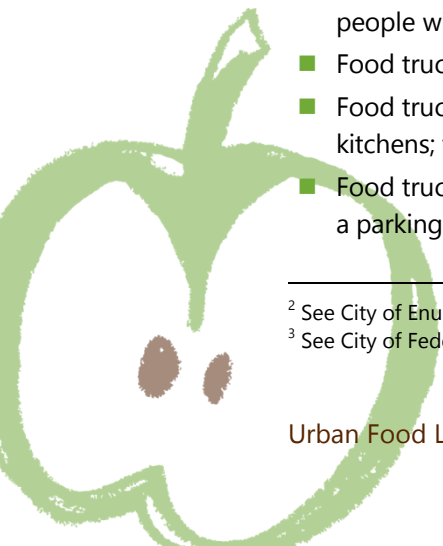 people w
Food truc
Food truc
kitchens;
Food truc
a parking
2 See City of Enu
3 See City of Fede
Urban Food L